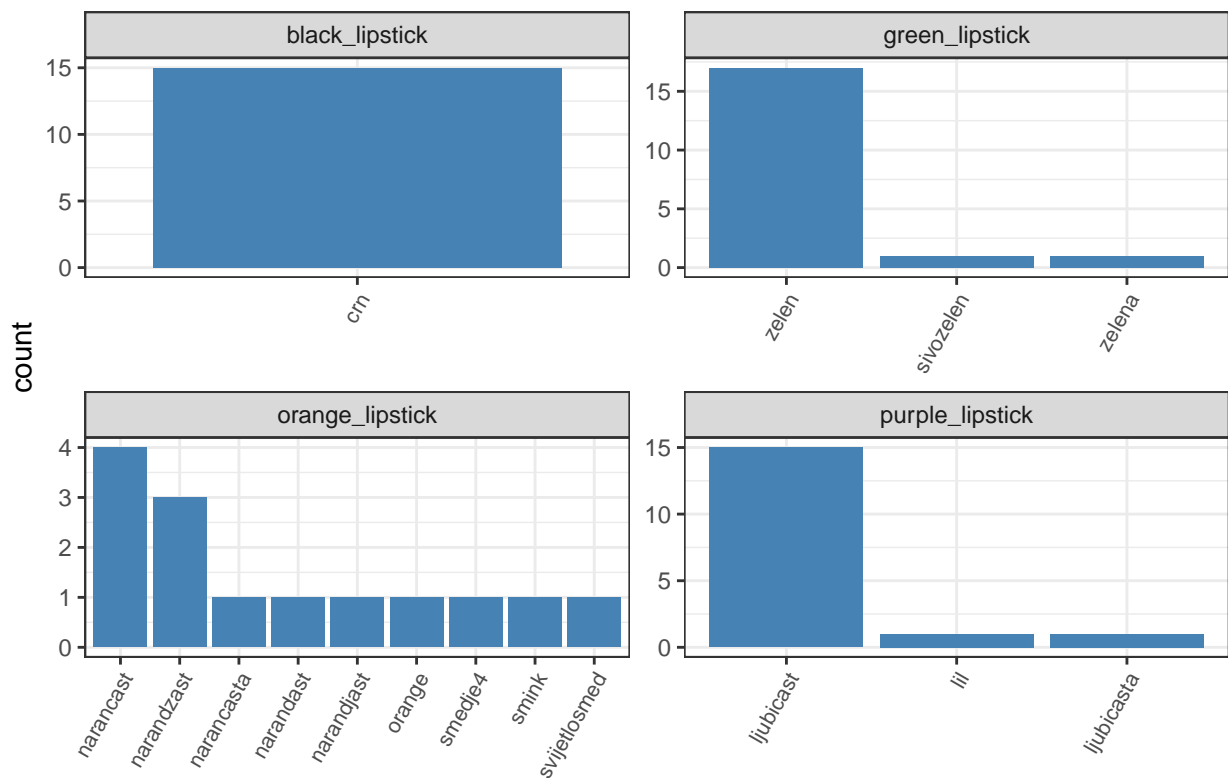 black_lipstick
15
10
5
0
crn
green_lipstick
15
10
5
0
zelen
sivozelen
zelena
count
orange_lipstick
4
3
2
1
0
narancast
narandzast
narancasta
narandast
narandjast
orange
smedje4
smink
svijetlosmed
purple_lipstick
15
10
5
0
ljubicast
lil
ljubicasta